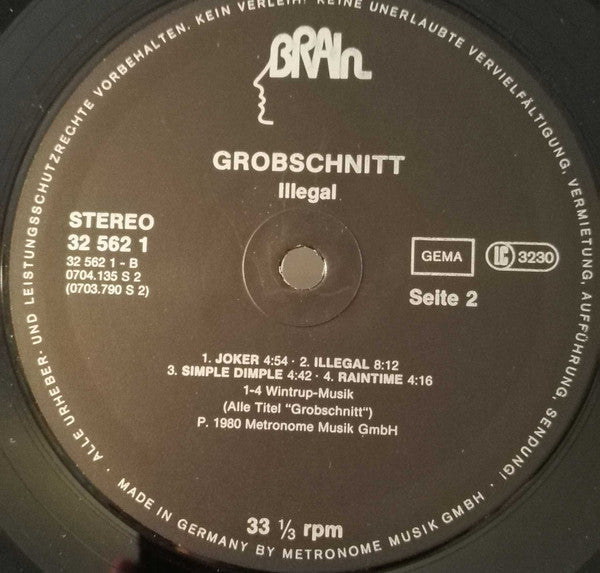 ALLE URHEBER- UND LEISTUNGSSCHUTZRECHTE VORBEHALTEN. KEIN VERLEIH! KEINE UNERLAUBTE VERVIELFÄLTIGUNG, VERMIETUNG, AUFFÜHRUNG, SENDUNG!
BRAIn
GROBSCHNITT
Illegal
STEREO
32 562 1
32 562 1 - B
0704.135 S 2
(0703.790 S 2)
GEMA
LC 3230
Seite 2
1. JOKER 4:54 · 2. ILLEGAL 8:12
3. SIMPLE DIMPLE 4:42 · 4. RAINTIME 4:16
1-4 Wintrup-Musik
(Alle Titel "Grobschnitt")
P. 1980 Metronome Musik GmbH
33 ⅓ rpm
· MADE IN GERMANY BY METRONOME MUSIK GMBH ·